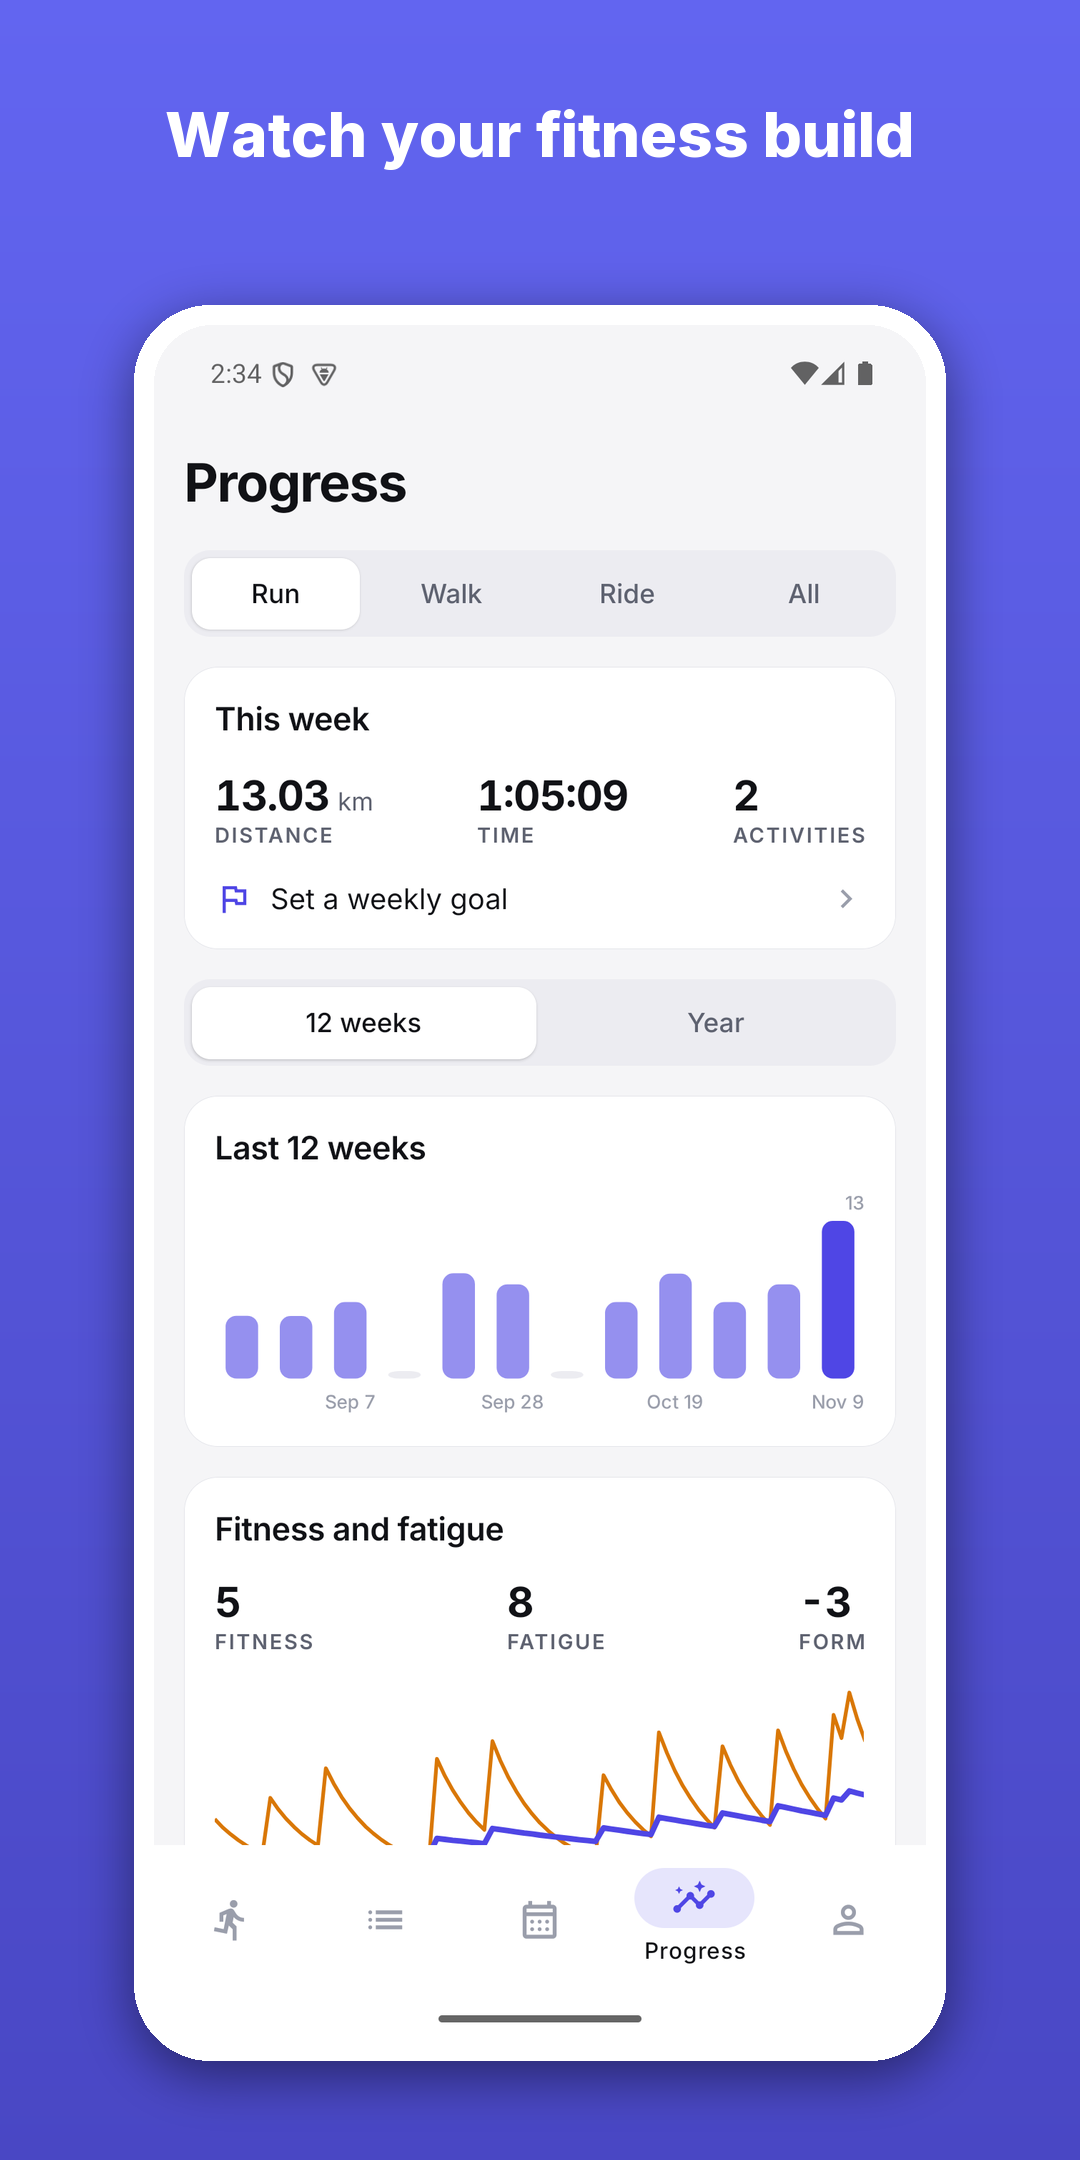 Watch your fitness build
2:34
Progress
Run Walk Ride All
This week
13.03 km 1:05:09 2
DISTANCE TIME ACTIVITIES
Set a weekly goal
12 weeks Year
Last 12 weeks
13
Sep 7 Sep 28 Oct 19 Nov 9
Fitness and fatigue
5 8 -3
FITNESS FATIGUE FORM
Progress